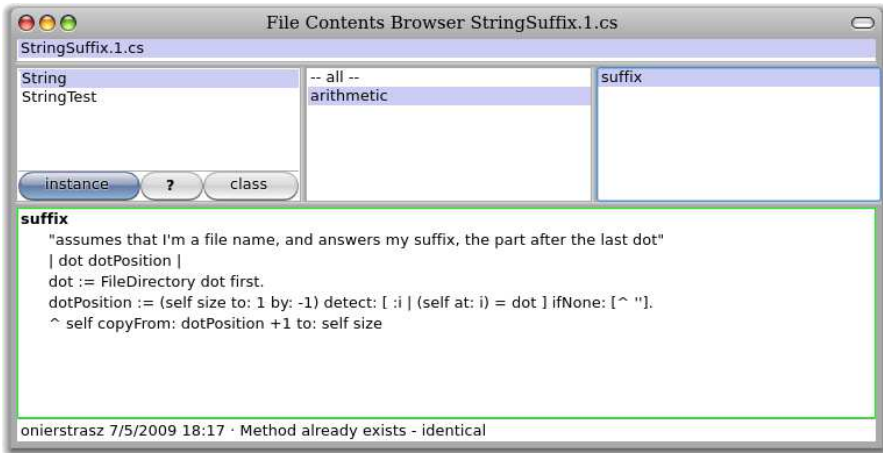 File Contents Browser StringSuffix.1.cs
StringSuffix.1.cs
String
StringTest
-- all --
arithmetic
suffix
instance
?
class
suffix
"assumes that I'm a file name, and answers my suffix, the part after the last dot"
| dot dotPosition |
dot := FileDirectory dot first.
dotPosition := (self size to: 1 by: -1) detect: [ :i | (self at: i) = dot ] ifNone: [^ ''].
^ self copyFrom: dotPosition +1 to: self size
onierstrasz 7/5/2009 18:17 · Method already exists - identical